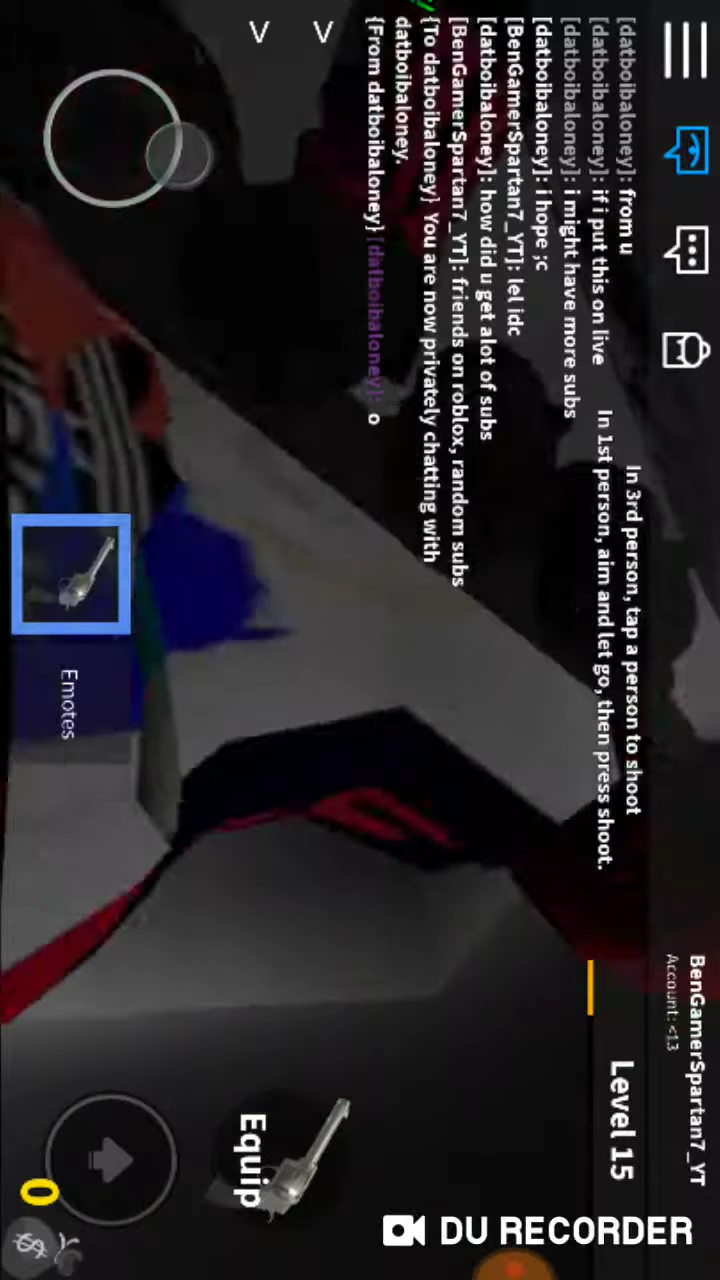 [datboibaloney]: from u
[datboibaloney]: if i put this on live
[datboibaloney]: i might have more subs
[datboibaloney]: i hope ;c
[BenGamerSpartan7_YT]: lel idc
[datboibaloney]: how did u get alot of subs
[BenGamerSpartan7_YT]: friends on roblox, random subs
{To datboibaloney} You are now privately chatting with
datboibaloney.
{From datboibaloney} [datboibaloney]: o
In 3rd person, tap a person to shoot
In 1st person, aim and let go, then press shoot.
BenGamerSpartan7_YT
Account: <13
Level 15
Emotes
Equip
0
DU RECORDER